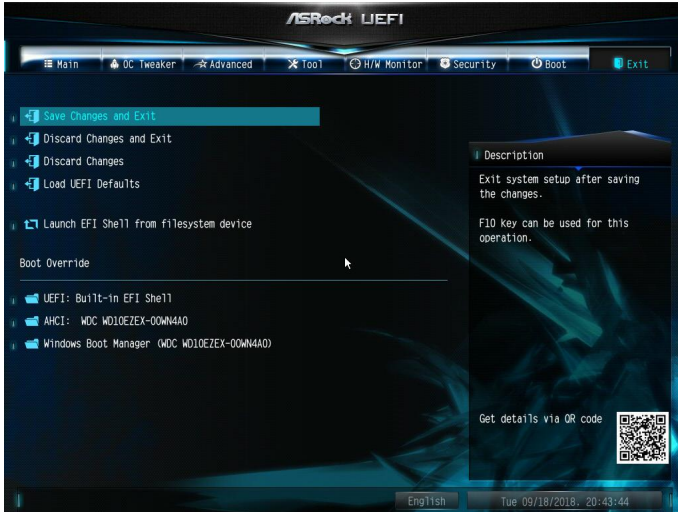 ASRock UEFI
Main
OC Tweaker
Advanced
Tool
H/W Monitor
Security
Boot
Exit
Save Changes and Exit
Discard Changes and Exit
Discard Changes
Load UEFI Defaults
Launch EFI Shell from filesystem device
Boot Override
UEFI: Built-in EFI Shell
AHCI: WDC WD10EZEX-00WN4A0
Windows Boot Manager (WDC WD10EZEX-00WN4A0)
Description
Exit system setup after saving
the changes.
F10 Key can be used for this
operation.
Get details via QR code
English
Tue 09/18/2018. 20:43:44